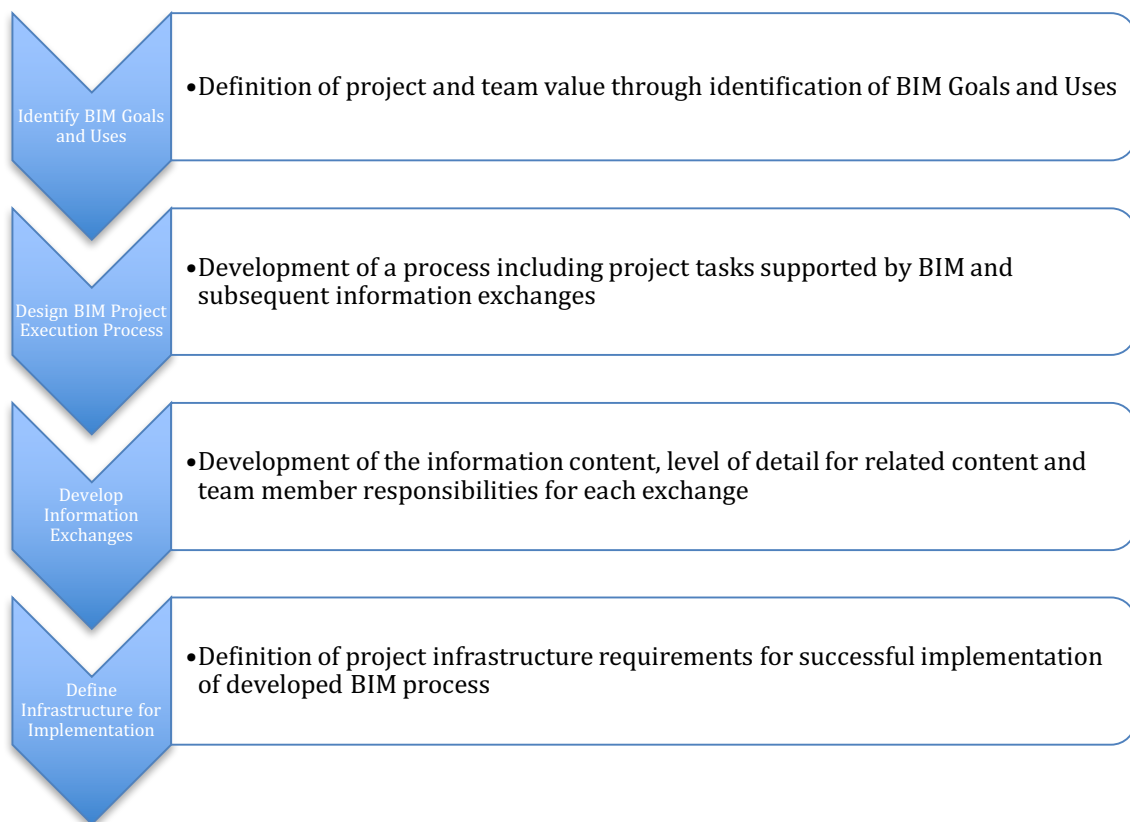 Identify BIM Goals
and Uses
•Definition of project and team value through identification of BIM Goals and Uses
Design BIM Project
Execution Process
•Development of a process including project tasks supported by BIM and
subsequent information exchanges
Develop
Information
Exchanges
•Development of the information content, level of detail for related content and
team member responsibilities for each exchange
Define
Infrastructure for
Implementation
•Definition of project infrastructure requirements for successful implementation
of developed BIM process